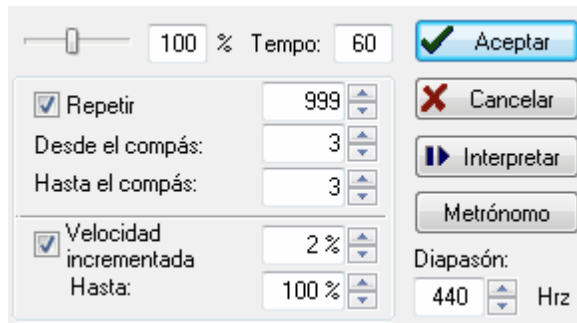 100 % Tempo: 60
Aceptar
Repetir 999
Cancelar
Desde el compás: 3
Interpretar
Hasta el compás: 3
Metrónomo
Velocidad incrementada 2 %
Diapasón:
Hasta: 100 %
440 Hrz